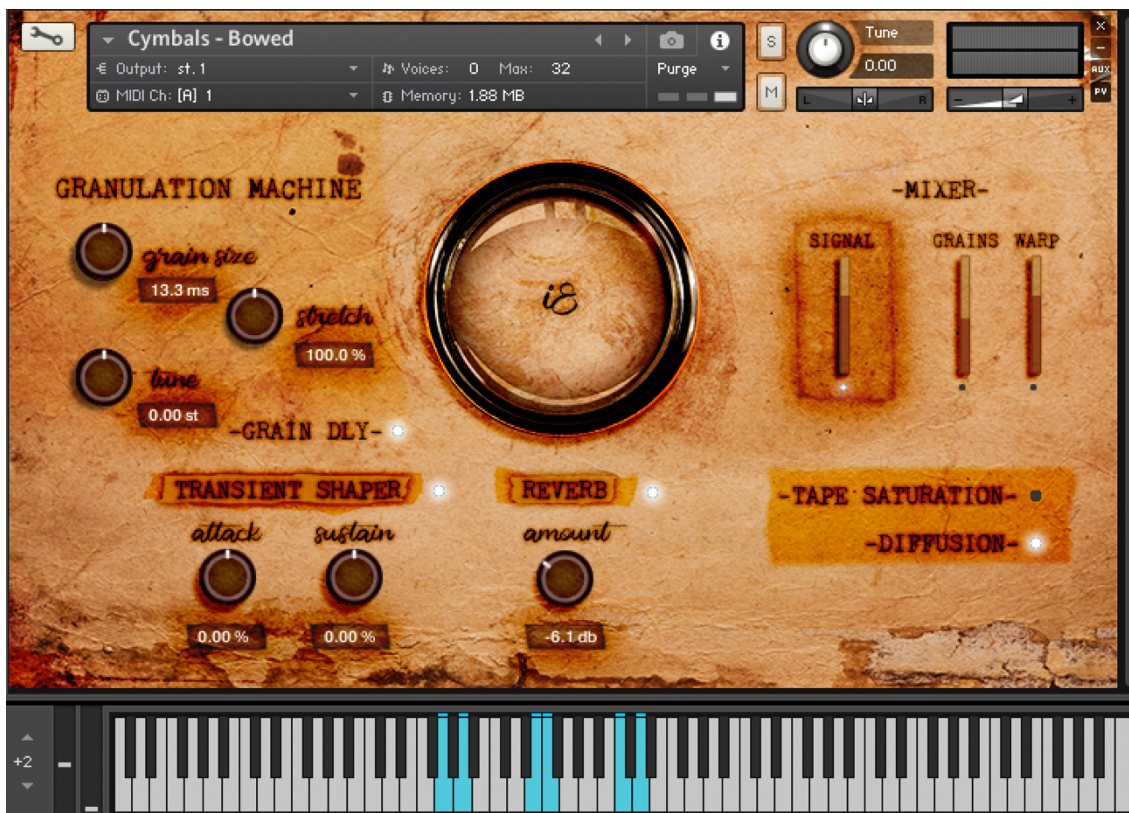 Cymbals - Bowed
Output: st.1
Voices: 0 Max: 32
Purge
MIDI Ch: [A] 1
Memory: 1.88 MB
S
M
Tune
0.00
L
R
-
+
×
-
AUX
PV
GRANULATION MACHINE
grain size
13.3 ms
stretch
100.0 %
tune
0.00 st
-GRAIN DLY-
iE
-MIXER-
SIGNAL
GRAINS
WARP
TRANSIENT SHAPER
attack
0.00 %
sustain
0.00 %
REVERB
amount
-6.1 db
-TAPE SATURATION-
-DIFFUSION-
+2